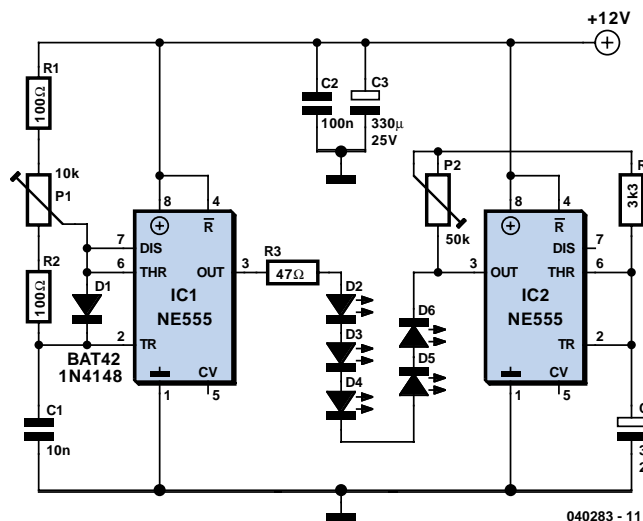 +12V
R1
100Ω
10k
P1
R2
100Ω
D1
BAT42
1N4148
C1
10n
8
4
R
7
DIS
6
THR
OUT
3
IC1
NE555
2
TR
CV
1
5
R3
47Ω
C2
100n
C3
330µ
25V
D2
D3
D4
D6
D5
P2
50k
8
4
R
DIS
7
3
OUT
THR
6
IC2
NE555
TR
2
CV
1
5
R
3k3
C
3
2
040283 - 11